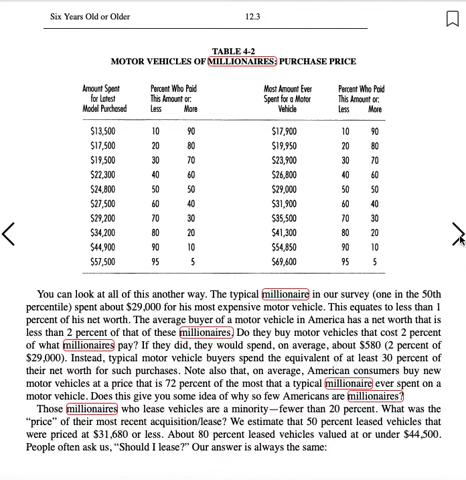 Six Years Old or Older 12.3
TABLE 4-2
MOTOR VEHICLES OF MILLIONAIRES: PURCHASE PRICE
Amount Spent Percent Who Paid Most Amount Ever Percent Who Paid
for Latest This Amount or: Spent for a Motor This Amount or:
Model Purchased Less More Vehicle Less More
$13,500 10 90 $17,900 10 90
$17,500 20 80 $19,950 20 80
$19,500 30 70 $23,900 30 70
$22,300 40 60 $26,800 40 60
$24,800 50 50 $29,000 50 50
$27,500 60 40 $31,900 60 40
$29,200 70 30 $35,500 70 30
$34,200 80 20 $41,300 80 20
$44,900 90 10 $54,850 90 10
$57,500 95 5 $69,600 95 5
You can look at all of this another way. The typical millionaire in our survey (one in the 50th
percentile) spent about $29,000 for his most expensive motor vehicle. This equates to less than 1
percent of his net worth. The average buyer of a motor vehicle in America has a net worth that is
less than 2 percent of that of these millionaires. Do they buy motor vehicles that cost 2 percent
of what millionaires pay? If they did, they would spend, on average, about $580 (2 percent of
$29,000). Instead, typical motor vehicle buyers spend the equivalent of at least 30 percent of
their net worth for such purchases. Note also that, on average, American consumers buy new
motor vehicles at a price that is 72 percent of the most that a typical millionaire ever spent on a
motor vehicle. Does this give you some idea of why so few Americans are millionaires?
Those millionaires who lease vehicles are a minority—fewer than 20 percent. What was the
“price” of their most recent acquisition/lease? We estimate that 50 percent leased vehicles that
were priced at $31,680 or less. About 80 percent leased vehicles valued at or under $44,500.
People often ask us, “Should I lease?” Our answer is always the same: